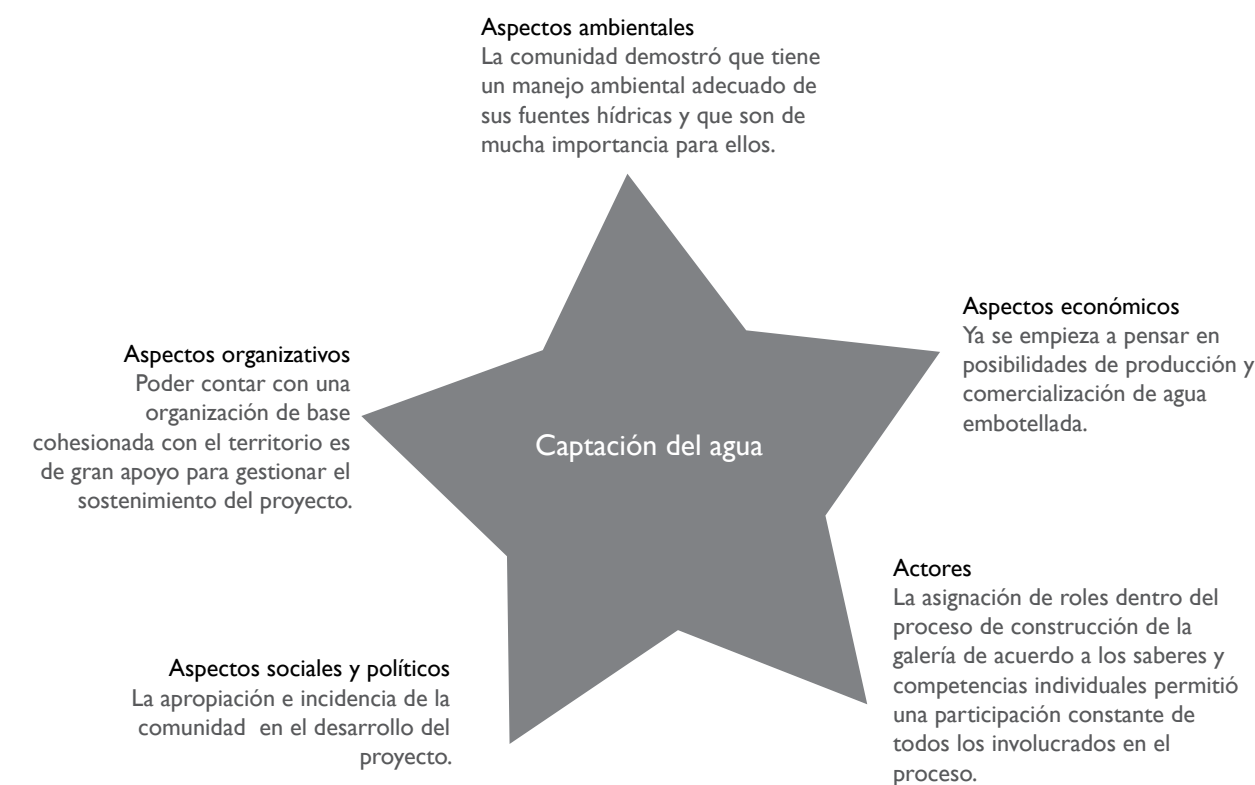 Aspectos ambientales
La comunidad demostró que tiene
un manejo ambiental adecuado de
sus fuentes hídricas y que son de
mucha importancia para ellos.
Aspectos económicos
Ya se empieza a pensar en
posibilidades de producción y
comercialización de agua
embotellada.
Aspectos organizativos
Poder contar con una
organización de base
cohesionada con el territorio es
de gran apoyo para gestionar el
sostenimiento del proyecto.
Captación del agua
Actores
La asignación de roles dentro del
proceso de construcción de la
galería de acuerdo a los saberes y
competencias individuales permitió
una participación constante de
todos los involucrados en el
proceso.
Aspectos sociales y políticos
La apropiación e incidencia de la
comunidad en el desarrollo del
proyecto.